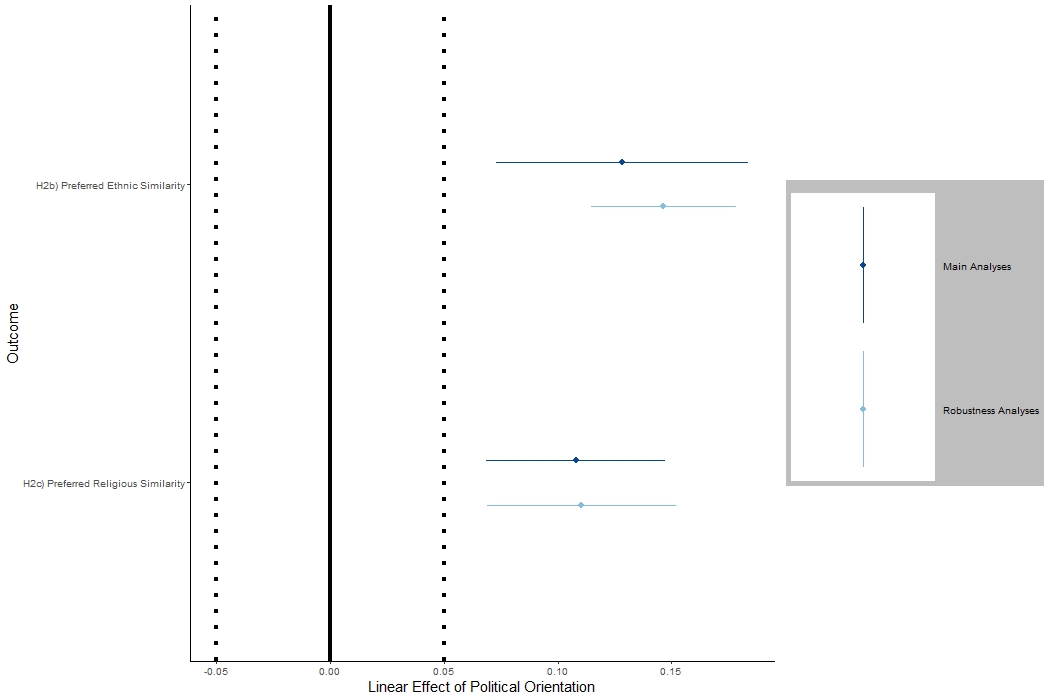 H2b) Preferred Ethnic Similarity
H2c) Preferred Religious Similarity
Outcome
-0.05 0.00 0.05 0.10 0.15
Linear Effect of Political Orientation
Main Analyses
Robustness Analyses